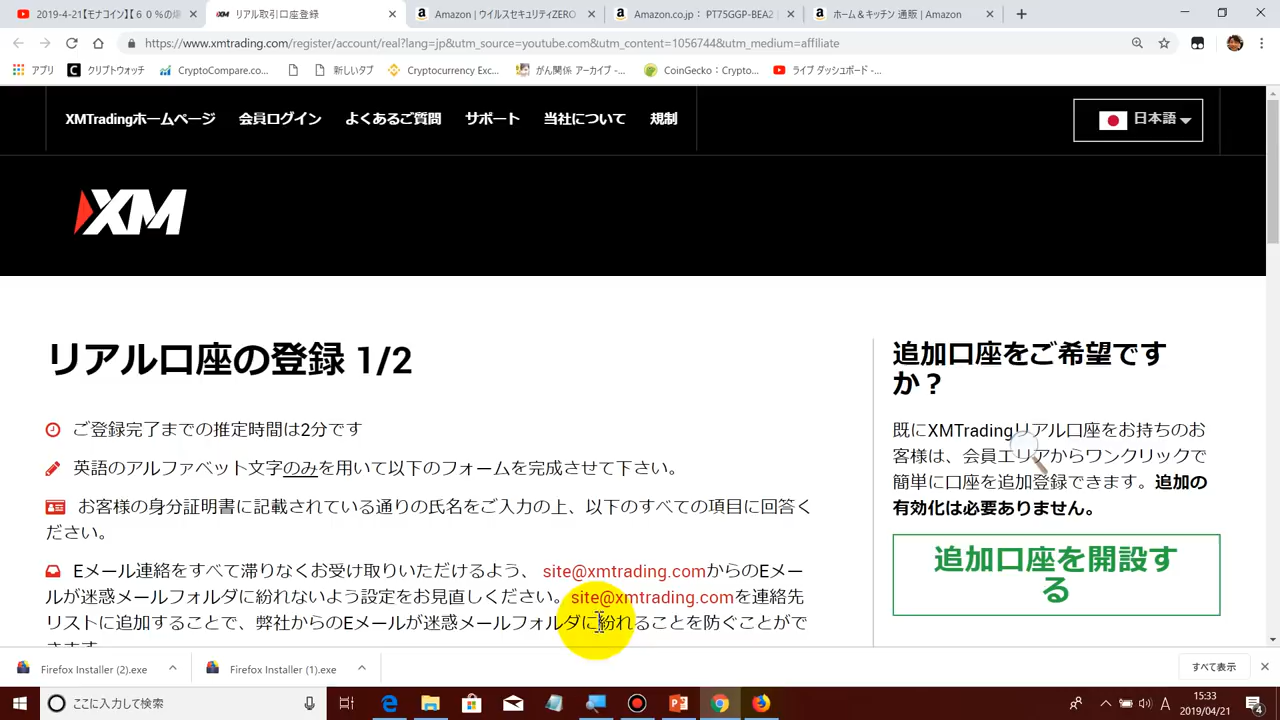 2019-4-21【モナコイン】【６０％の爆
リアル取引口座登録
Amazon | ウイルスセキュリティZERO
Amazon.co.jp： PT75GGP-BEA2
ホーム＆キッチン 通販 | Amazon
https://www.xmtrading.com/register/account/real?lang=jp&utm_source=youtube.com&utm_content=1056744&utm_medium=affiliate
アプリ
クリプトウォッチ
CryptoCompare.co...
新しいタブ
Cryptocurrency Exc...
がん関係 アーカイブ -...
CoinGecko：Crypto...
ライブ ダッシュボード -...
XMTradingホームページ
会員ログイン
よくあるご質問
サポート
当社について
規制
日本語
XM
リアル口座の登録 1/2
ご登録完了までの推定時間は2分です
英語のアルファベット文字のみを用いて以下のフォームを完成させて下さい。
お客様の身分証明書に記載されている通りの氏名をご入力の上、以下のすべての項目に回答く
ださい。
Eメール連絡をすべて滞りなくお受け取りいただけるよう、 site@xmtrading.comからのEメー
ルが迷惑メールフォルダに紛れないよう設定をお見直しください。site@xmtrading.comを連絡先
リストに追加することで、弊社からのEメールが迷惑メールフォルダに紛れることを防ぐことがで
きます。
追加口座をご希望です
か？
既にXMTradingリアル口座をお持ちのお
客様は、会員エリアからワンクリックで
簡単に口座を追加登録できます。追加の
有効化は必要ありません。
追加口座を開設す
る
Firefox Installer (2).exe
Firefox Installer (1).exe
すべて表示
ここに入力して検索
A
15:33
2019/04/21
4